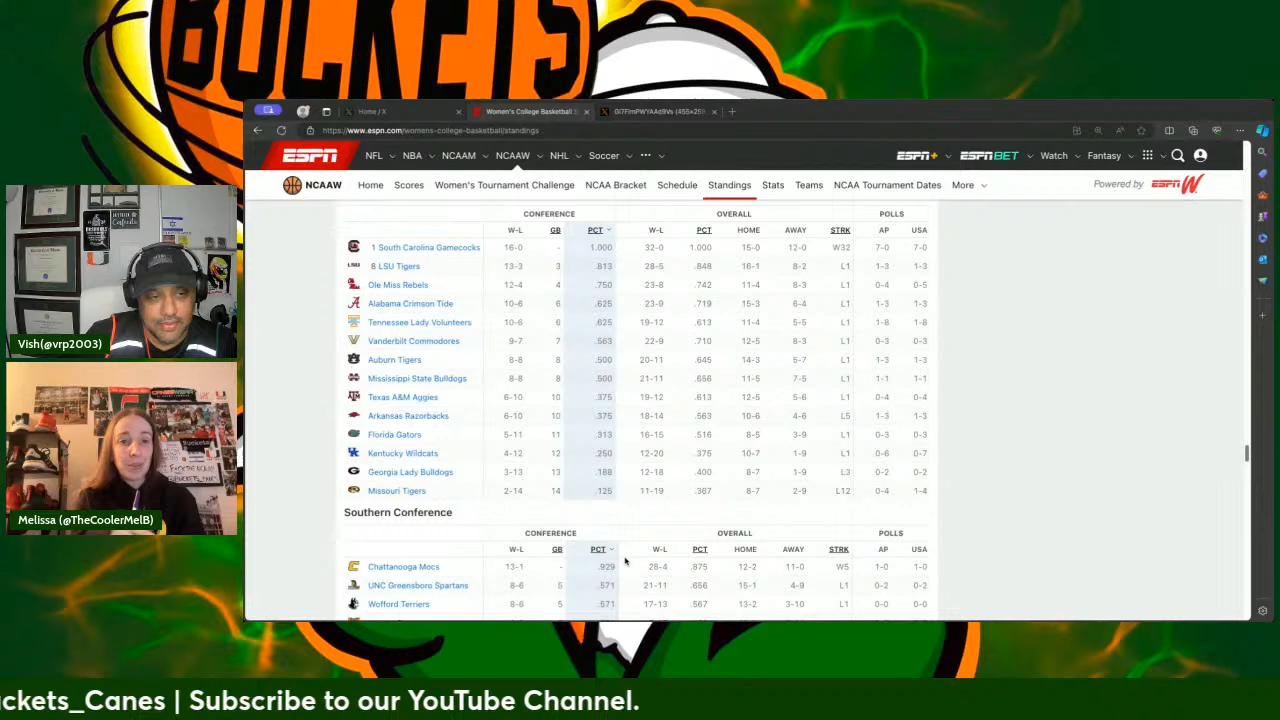 BUCKETS
Home / X
Women's College Basketball S
GI7FImPWYAAd9Vs (455×259
https://www.espn.com/womens-college-basketball/standings
ESPN
NFL
NBA
NCAAM
NCAAW
NHL
Soccer
•••
ESPN+
ESPN BET
Watch
Fantasy
NCAAW
Home
Scores
Women's Tournament Challenge
NCAA Bracket
Schedule
Standings
Stats
Teams
NCAA Tournament Dates
More
Powered by ESPNW
CONFERENCE OVERALL POLLS
W-L GB PCT W-L PCT HOME AWAY STRK AP USA
1 South Carolina Gamecocks 16-0 - 1.000 32-0 1.000 15-0 12-0 W32 7-0 7-0
LSU 8 LSU Tigers 13-3 3 .813 28-5 .848 16-1 8-2 L1 1-3 1-3
Ole Miss Rebels 12-4 4 .750 23-8 .742 11-4 8-3 L1 0-4 0-5
Alabama Crimson Tide 10-6 6 .625 23-9 .719 15-3 6-4 L1 1-3 1-3
Tennessee Lady Volunteers 10-6 6 .625 19-12 .613 11-4 5-5 L1 1-8 1-8
Vanderbilt Commodores 9-7 7 .563 22-9 .710 12-5 8-3 L1 0-3 0-3
Auburn Tigers 8-8 8 .500 20-11 .645 14-3 5-7 L1 1-3 1-3
Mississippi State Bulldogs 8-8 8 .500 21-11 .656 11-5 7-5 L1 1-1 1-1
Texas A&M Aggies 6-10 10 .375 19-12 .613 12-5 5-6 L1 0-4 0-4
Arkansas Razorbacks 6-10 10 .375 18-14 .563 10-6 4-6 L5 1-3 1-3
Florida Gators 5-11 11 .313 16-15 .516 8-5 3-9 L1 0-3 0-3
Kentucky Wildcats 4-12 12 .250 12-20 .375 10-7 1-9 L1 0-6 0-7
Georgia Lady Bulldogs 3-13 13 .188 12-18 .400 8-7 1-9 L3 0-2 0-2
Missouri Tigers 2-14 14 .125 11-19 .367 8-7 2-9 L12 0-4 1-4
Southern Conference
CONFERENCE OVERALL POLLS
W-L GB PCT W-L PCT HOME AWAY STRK AP USA
Chattanooga Mocs 13-1 - .929 28-4 .875 12-2 11-0 W5 1-0 1-0
UNC Greensboro Spartans 8-6 5 .571 21-11 .656 15-1 4-9 L1 0-2 0-2
Wofford Terriers 8-6 5 .571 17-13 .567 13-2 3-10 L1 0-0 0-0
Vish(@vrp2003)
Melissa (@TheCoolerMelB)
uckets_Canes | Subscribe to our YouTube Channel.